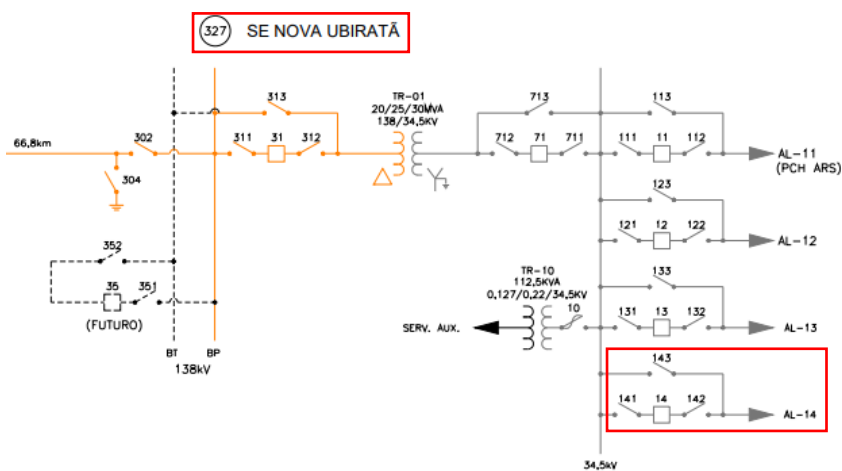 327 SE NOVA UBIRATÃ
TR-01
20/25/30MVA
138/34,5kV
313
713
113
66,8km
302
311
31
312
712
71
711
111
11
112
AL-11
(PCH ARS)
304
123
121
12
122
AL-12
352
35
351
(FUTURO)
TR-10
112,5KVA
0,127/0,22/34,5KV
10
133
131
13
132
AL-13
SERV. AUX.
BT
BP
138kV
143
141
14
142
AL-14
34,5kV